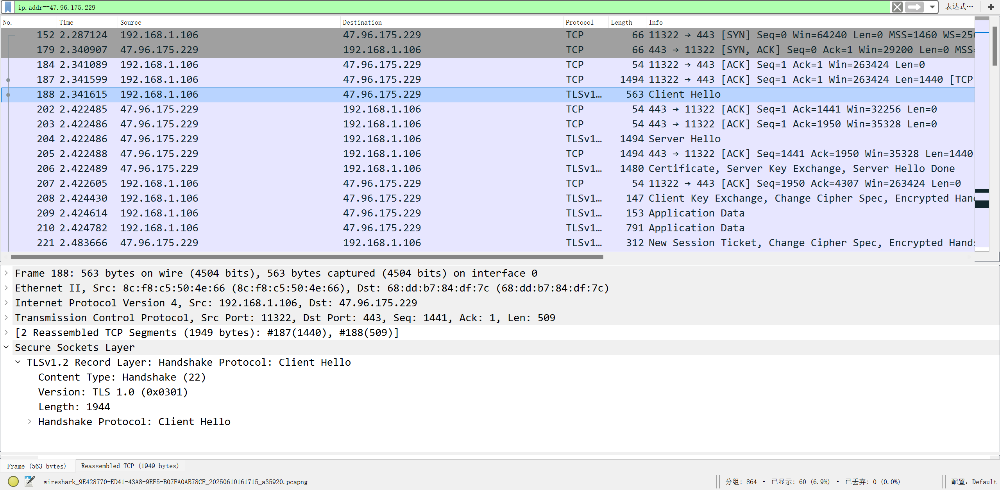 ip.addr==47.96.175.229 表达式… +
No. Time Source Destination Protocol Length Info
152 2.287124 192.168.1.106 47.96.175.229 TCP 66 11322 → 443 [SYN] Seq=0 Win=64240 Len=0 MSS=1460
179 2.340907 47.96.175.229 192.168.1.106 TCP 66 443 → 11322 [SYN, ACK] Seq=0 Ack=1 Win=29200 Len=0
184 2.341089 192.168.1.106 47.96.175.229 TCP 54 11322 → 443 [ACK] Seq=1 Ack=1 Win=263424 Len=0
187 2.341599 192.168.1.106 47.96.175.229 TCP 1494 11322 → 443 [ACK] Seq=1 Ack=1 Win=263424 Len=1440 [TCP
188 2.341615 192.168.1.106 47.96.175.229 TLSv1… 563 Client Hello
202 2.422485 47.96.175.229 192.168.1.106 TCP 54 443 → 11322 [ACK] Seq=1 Ack=1441 Win=32256 Len=0
203 2.422486 47.96.175.229 192.168.1.106 TCP 54 443 → 11322 [ACK] Seq=1 Ack=1950 Win=35328 Len=0
204 2.422486 47.96.175.229 192.168.1.106 TLSv1… 1494 Server Hello
205 2.422488 47.96.175.229 192.168.1.106 TCP 1494 443 → 11322 [ACK] Seq=1441 Ack=1950 Win=35328 Len=1440
206 2.422489 47.96.175.229 192.168.1.106 TLSv1… 1480 Certificate, Server Key Exchange, Server Hello Done
207 2.422605 192.168.1.106 47.96.175.229 TCP 54 11322 → 443 [ACK] Seq=1950 Ack=4307 Win=263424 Len=0
208 2.424430 192.168.1.106 47.96.175.229 TLSv1… 147 Client Key Exchange, Change Cipher Spec, Encrypted Han
209 2.424614 192.168.1.106 47.96.175.229 TLSv1… 153 Application Data
210 2.424782 192.168.1.106 47.96.175.229 TLSv1… 791 Application Data
221 2.483666 47.96.175.229 192.168.1.106 TLSv1… 312 New Session Ticket, Change Cipher Spec, Encrypted Hands
Frame 188: 563 bytes on wire (4504 bits), 563 bytes captured (4504 bits) on interface 0
Ethernet II, Src: 8c:f8:c5:50:4e:66 (8c:f8:c5:50:4e:66), Dst: 68:dd:b7:84:df:7c (68:dd:b7:84:df:7c)
Internet Protocol Version 4, Src: 192.168.1.106, Dst: 47.96.175.229
Transmission Control Protocol, Src Port: 11322, Dst Port: 443, Seq: 1441, Ack: 1, Len: 509
[2 Reassembled TCP Segments (1949 bytes): #187(1440), #188(509)]
Secure Sockets Layer
TLSv1.2 Record Layer: Handshake Protocol: Client Hello
Content Type: Handshake (22)
Version: TLS 1.0 (0x0301)
Length: 1944
Handshake Protocol: Client Hello
Frame (563 bytes) Reassembled TCP (1949 bytes)
wireshark_9E428770-ED41-43A8-9EF5-B07FA0AB78CF_20250610161715_a35920.pcapng 分组: 864 · 已显示: 60 (6.9%) · 已丢弃: 0 (0.0%) 配置: Default